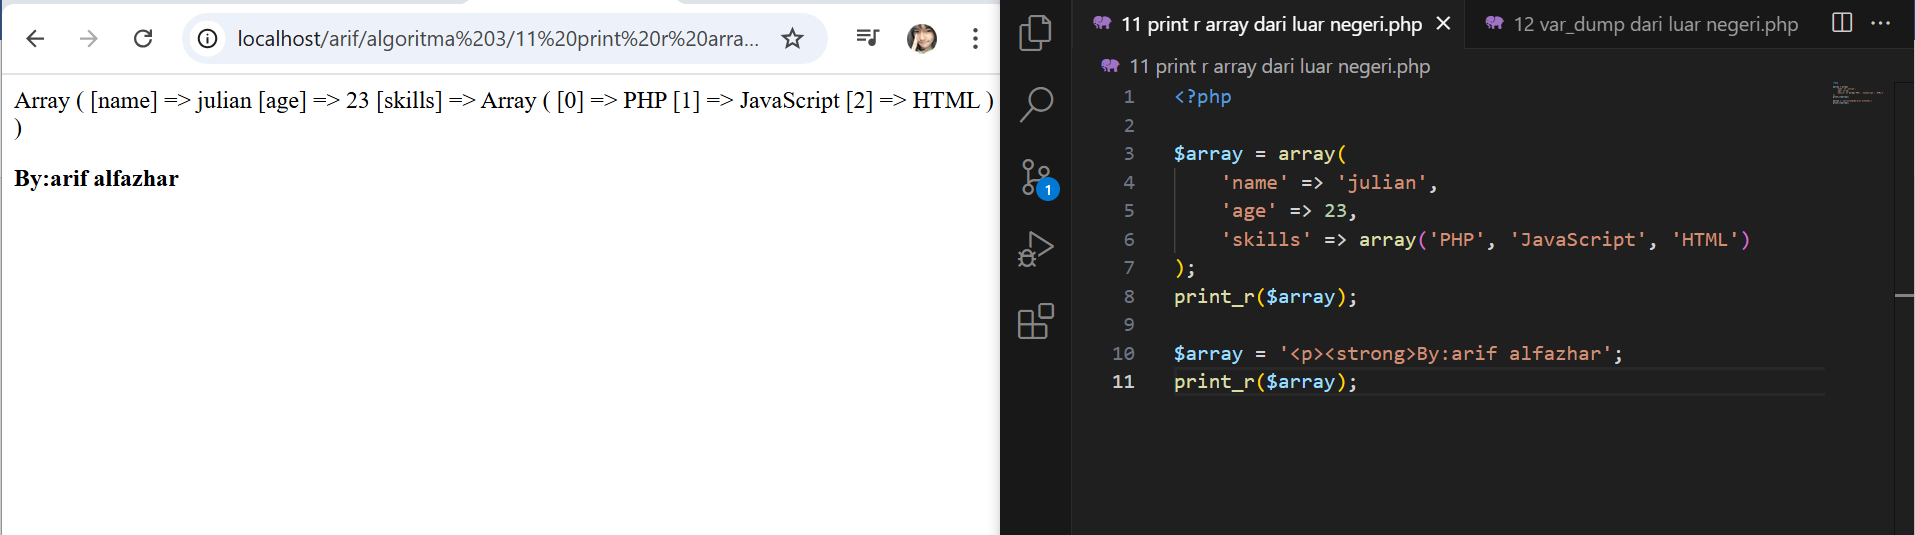 localhost/arif/algoritma%203/11%20print%20r%20arra...
Array ( [name] => julian [age] => 23 [skills] => Array ( [0] => PHP [1] => JavaScript [2] => HTML )
)
By:arif alfazhar
1
11 print r array dari luar negeri.php
12 var_dump dari luar negeri.php
11 print r array dari luar negeri.php
1 <?php
2
3 $array = array(
4 'name' => 'julian',
5 'age' => 23,
6 'skills' => array('PHP', 'JavaScript', 'HTML')
7 );
8 print_r($array);
9
10 $array = '<p><strong>By:arif alfazhar';
11 print_r($array);